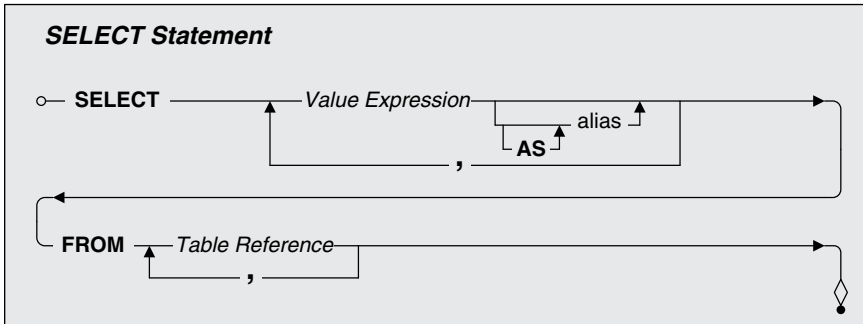 SELECT Statement
SELECT Value Expression alias
AS
,
FROM Table Reference
,